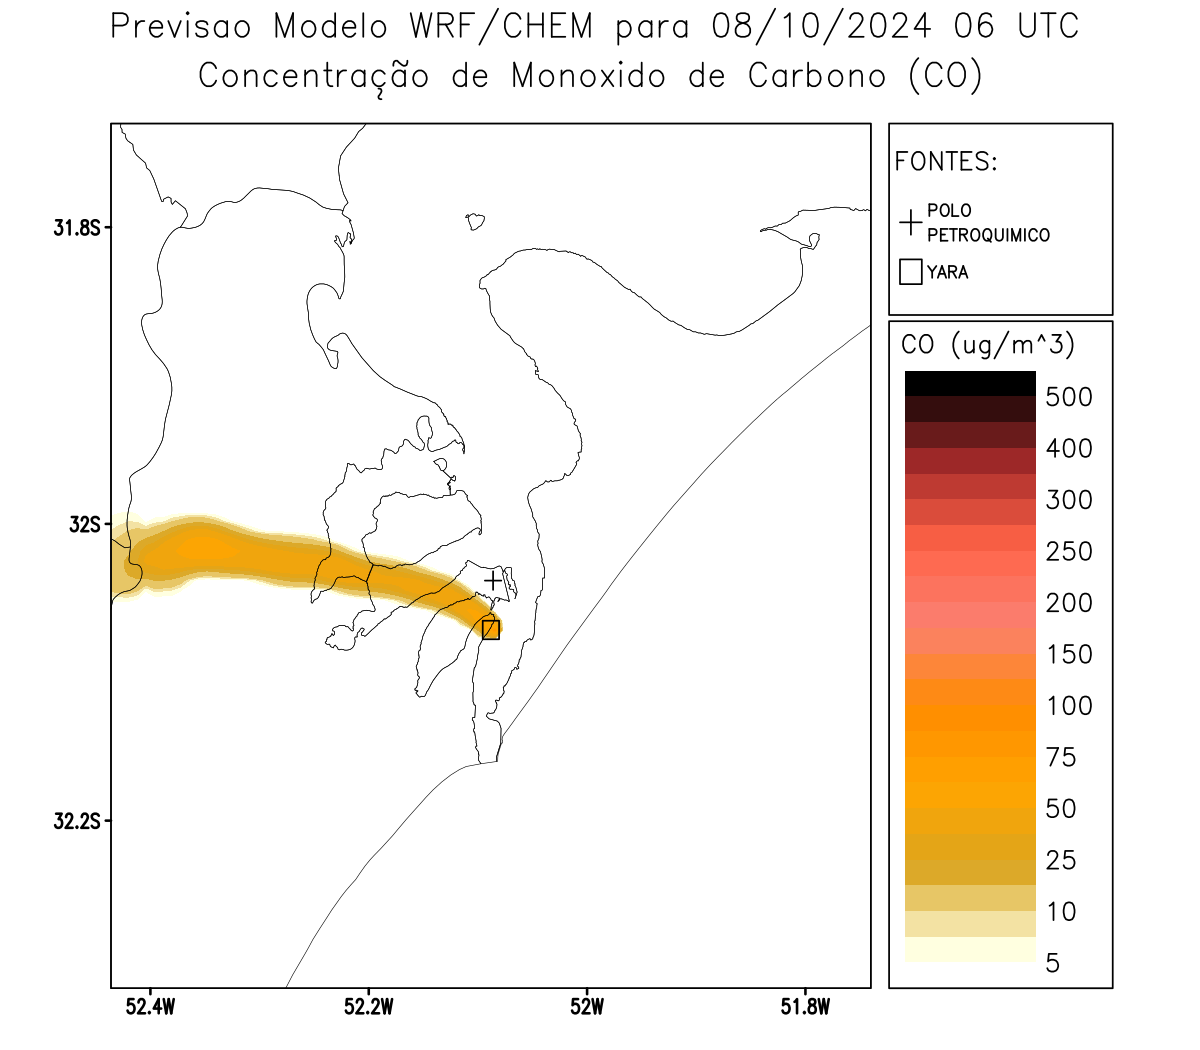 Previsao Modelo WRF/CHEM para 08/10/2024 06 UTC
Concentração de Monoxido de Carbono (CO)
FONTES:
POLO
PETROQUIMICO
YARA
CO (ug/m^3)
500
400
300
250
200
150
100
75
50
25
10
5
31.8S
32S
32.2S
52.4W
52.2W
52W
51.8W